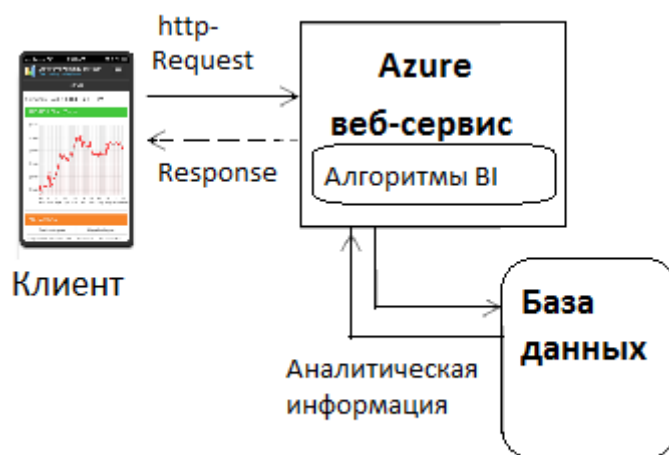 http-
Request
Azure
веб-сервис
Response
Алгоритмы BI
Клиент
База
данных
Аналитическая
информация